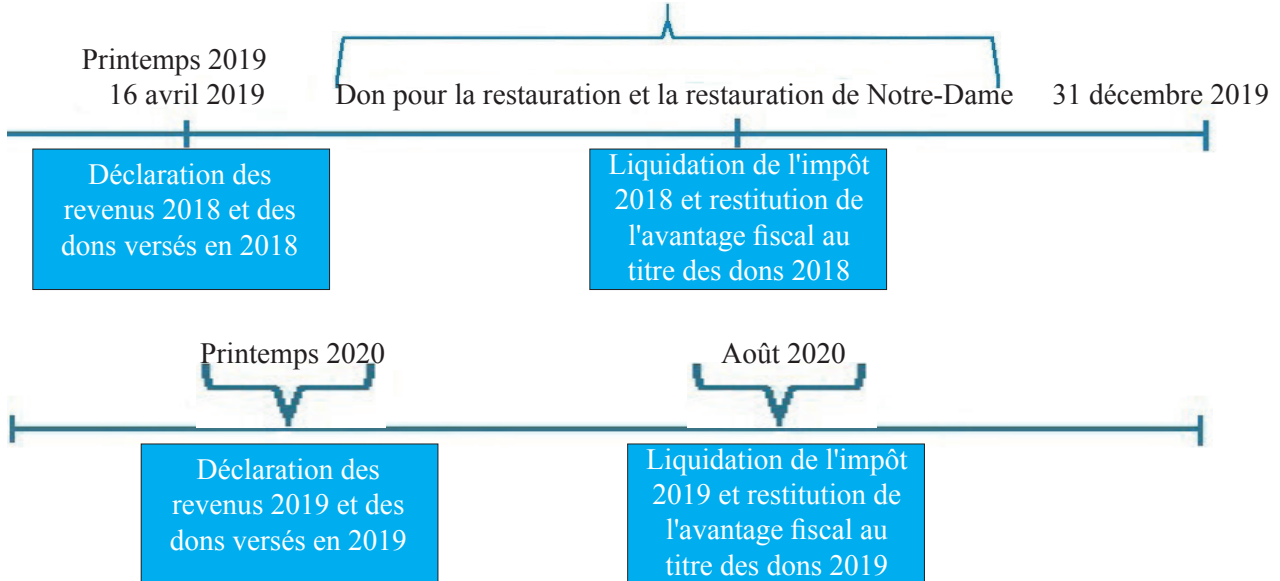 Printemps 2019
16 avril 2019
Don pour la restauration et la restauration de Notre-Dame
31 décembre 2019
Déclaration des
revenus 2018 et des
dons versés en 2018
Liquidation de l'impôt
2018 et restitution de
l'avantage fiscal au
titre des dons 2018
Printemps 2020
Août 2020
Déclaration des
revenus 2019 et des
dons versés en 2019
Liquidation de l'impôt
2019 et restitution de
l'avantage fiscal au
titre des dons 2019